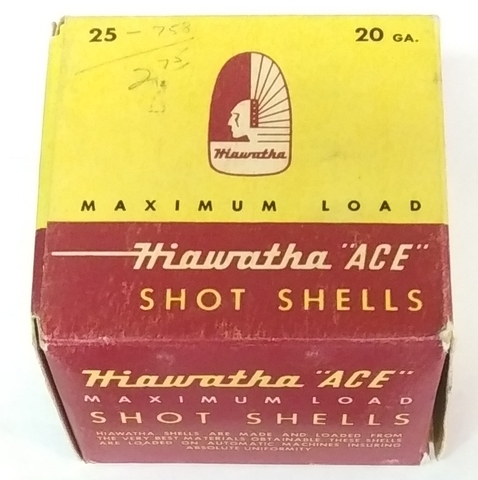 25 - 758
20 GA.
Hiawatha
MAXIMUM LOAD
Hiawatha "ACE"
SHOT SHELLS
Hiawatha "ACE"
MAXIMUM LOAD
SHOT SHELLS
HIAWATHA SHELLS ARE MADE AND LOADED FROM
THE VERY BEST MATERIALS OBTAINABLE. THESE SHELLS
ARE LOADED ON AUTOMATIC MACHINES INSURING
ABSOLUTE UNIFORMITY